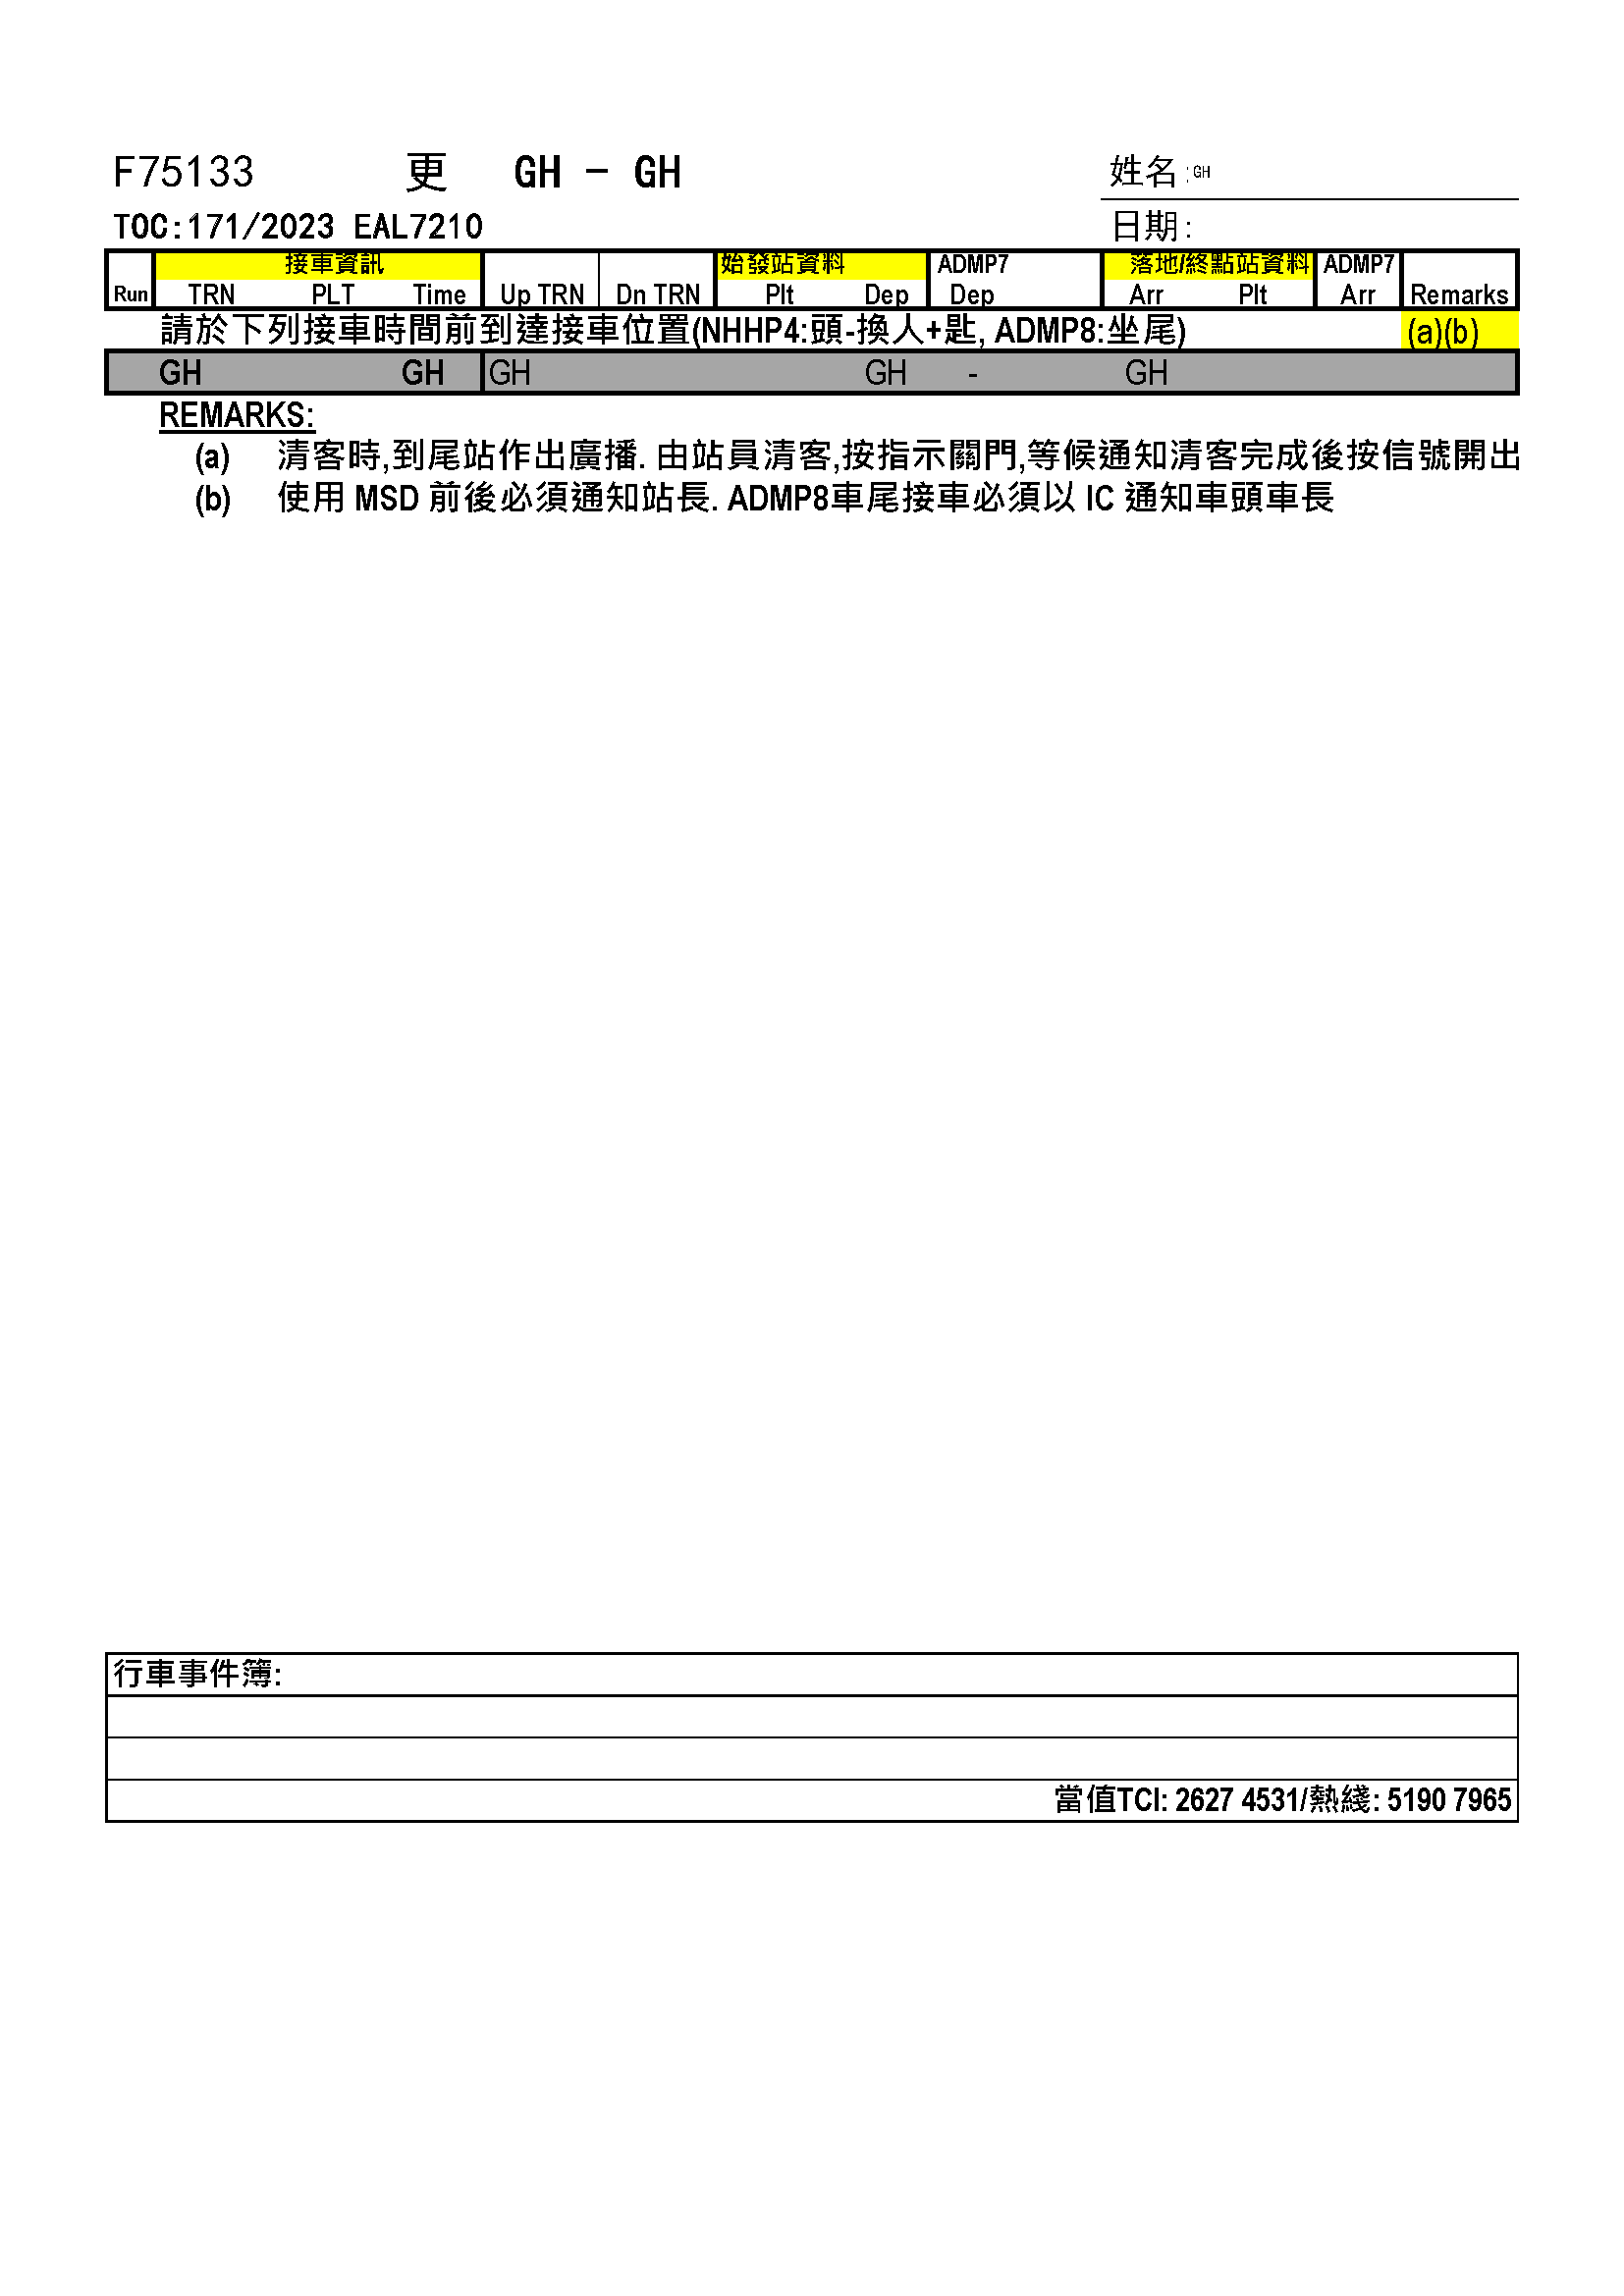 F75133 更 GH - GH 姓名:GH
TOC:171/2023 EAL7210 日期:
接車資訊 始發站資料 ADMP7 落地/終點站資料 ADMP7
Run TRN PLT Time Up TRN Dn TRN Plt Dep Dep Arr Plt Arr Remarks
請於下列接車時間前到達接車位置(NHHP4:頭-換人+匙, ADMP8:坐尾) (a)(b)
GH GH GH GH - GH
REMARKS:
(a) 清客時,到尾站作出廣播. 由站員清客,按指示關門,等候通知清客完成後按信號開出
(b) 使用 MSD 前後必須通知站長. ADMP8車尾接車必須以 IC 通知車頭車長
行車事件簿:
當值TCI: 2627 4531/熱綫: 5190 7965